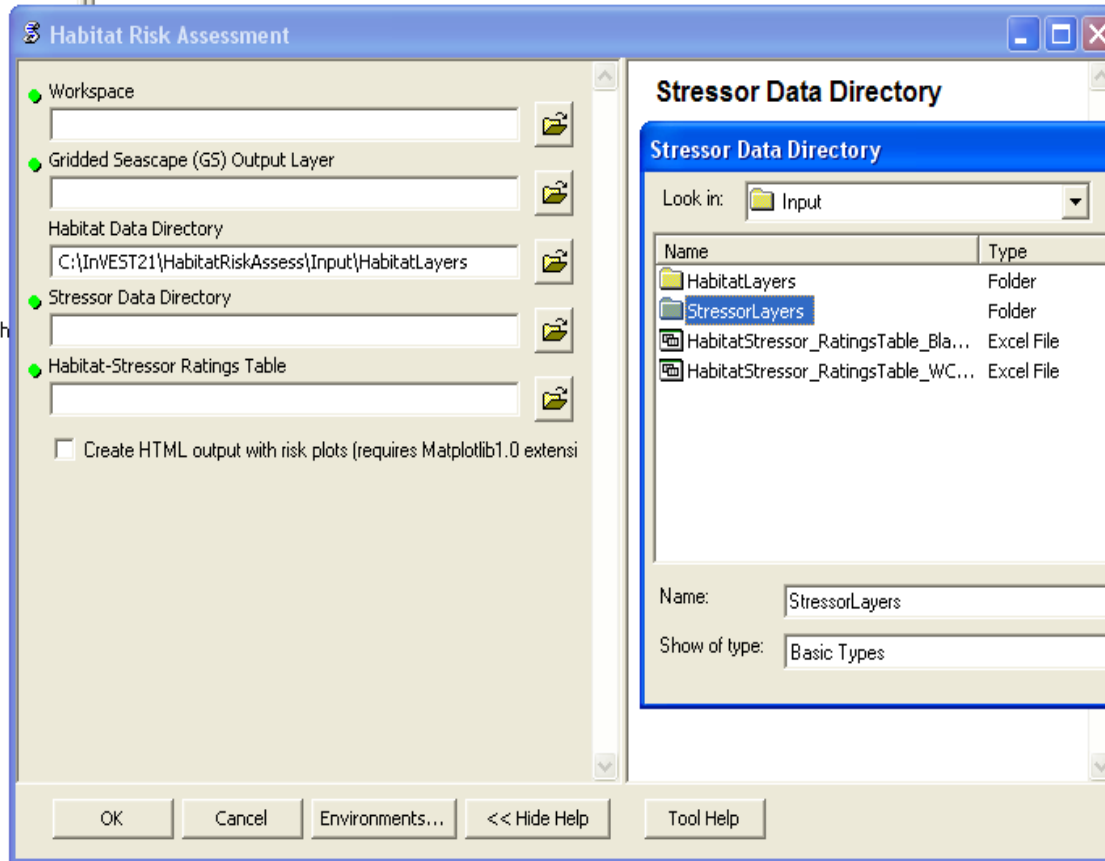 Habitat Risk Assessment
Workspace
Gridded Seascape (GS) Output Layer
Habitat Data Directory
C:\InVEST21\HabitatRiskAssess\Input\HabitatLayers
Stressor Data Directory
h
Habitat-Stressor Ratings Table
Create HTML output with risk plots (requires Matplotlib1.0 extensi
OK
Cancel
Environments...
<< Hide Help
Tool Help
Stressor Data Directory
Stressor Data Directory
Look in:
Input
Name
Type
HabitatLayers
Folder
StressorLayers
Folder
HabitatStressor_RatingsTable_Bla...
Excel File
HabitatStressor_RatingsTable_WC...
Excel File
Name:
StressorLayers
Show of type:
Basic Types